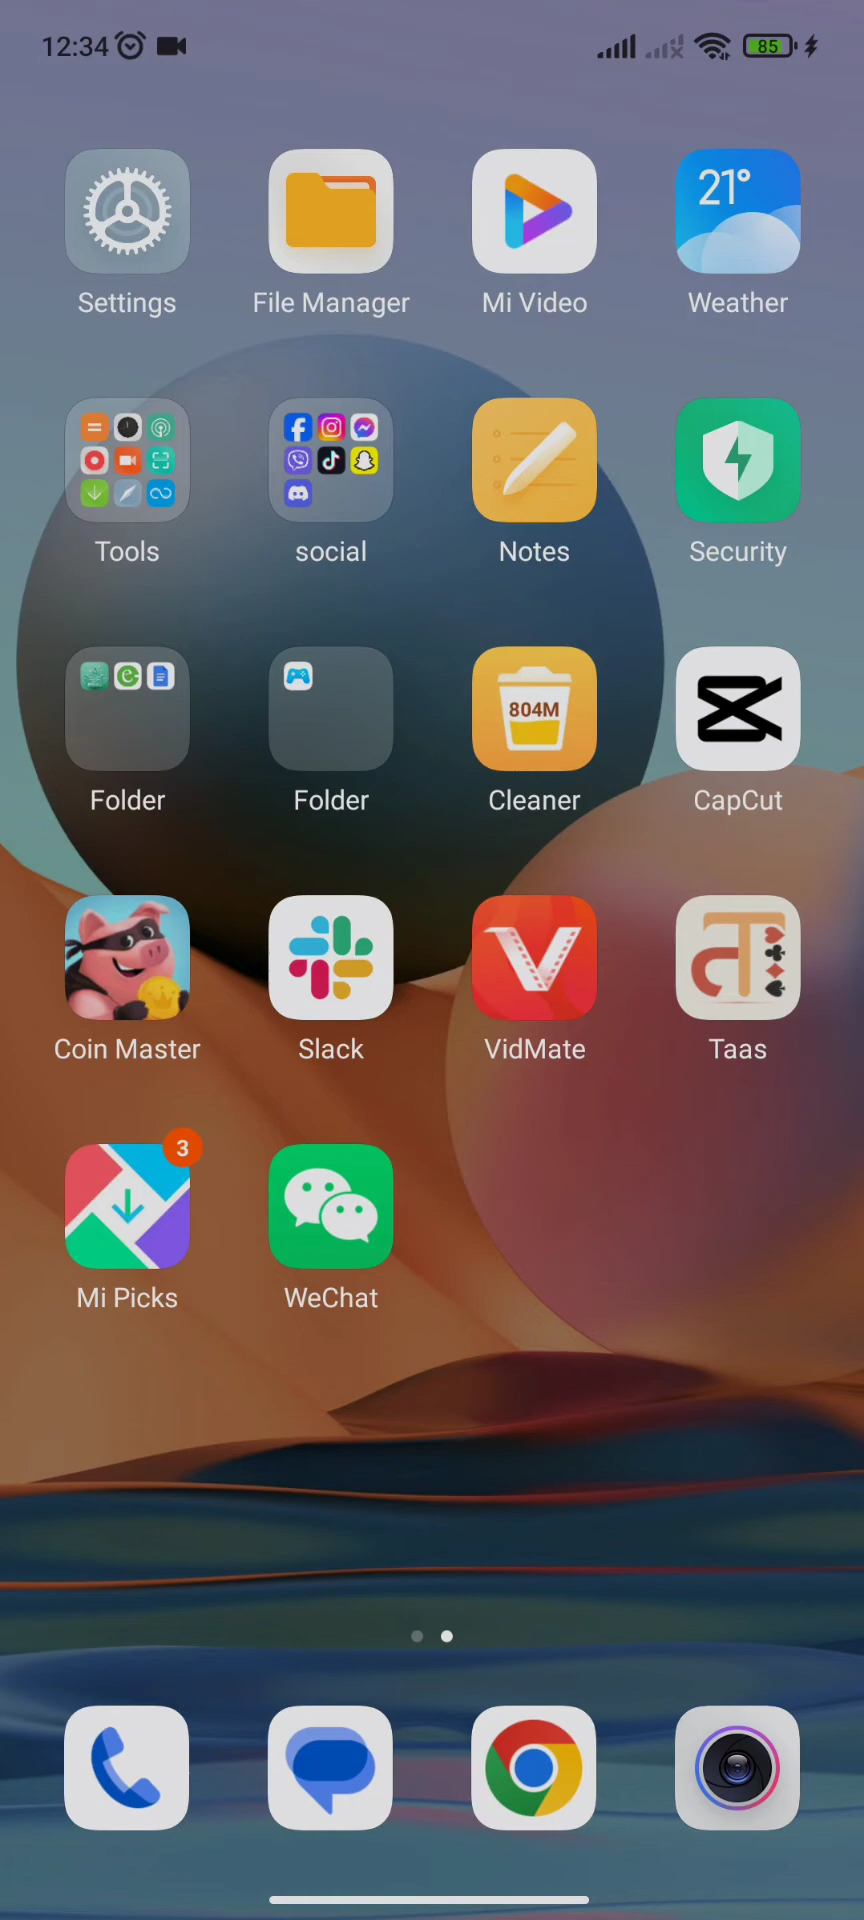 12:34
85
21°
Settings
File Manager
Mi Video
Weather
Tools
social
Notes
Security
804M
Folder
Folder
Cleaner
CapCut
Coin Master
Slack
VidMate
Taas
3
Mi Picks
WeChat